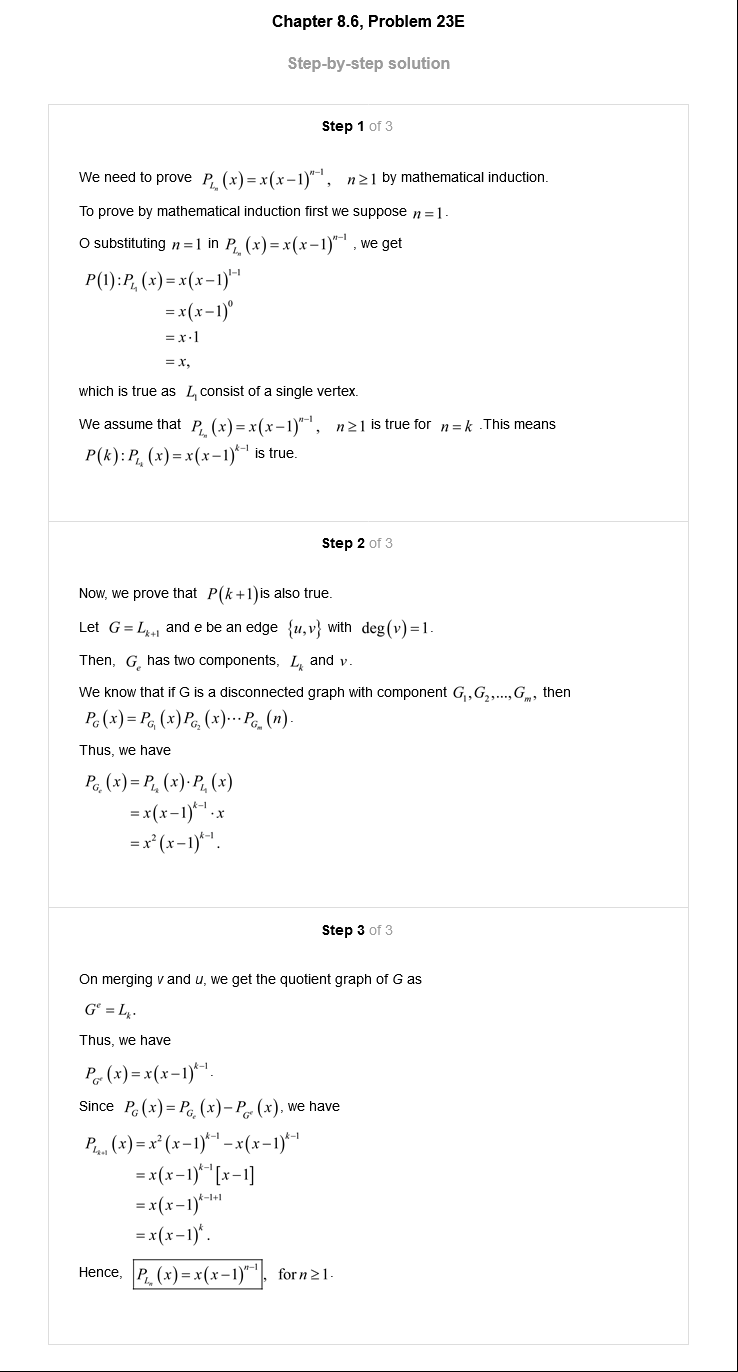 Chapter 8.6, Problem 23E
Step-by-step solution
Step 1 of 3
We need to prove P_{L_n}(x)=x(x−1)^{n−1}, n≥1 by mathematical induction.
To prove by mathematical induction first we suppose n=1.
O substituting n=1 in P_{L_n}(x)=x(x−1)^{n−1}, we get
P(1):P_{L_1}(x)=x(x−1)^{1−1}
=x(x−1)^0
=x·1
=x,
which is true as L_1 consist of a single vertex.
We assume that P_{L_n}(x)=x(x−1)^{n−1}, n≥1 is true for n=k .This means
P(k):P_{L_k}(x)=x(x−1)^{k−1} is true.
Step 2 of 3
Now, we prove that P(k+1)is also true.
Let G=L_{k+1} and e be an edge {u,v} with deg(v)=1.
Then, G_e has two components, L_k and v.
We know that if G is a disconnected graph with component G_1,G_2,...,G_m, then
P_G(x)=P_{G_1}(x)P_{G_2}(x)···P_{G_m}(n).
Thus, we have
P_{G_e}(x)=P_{L_k}(x)·P_{L_1}(x)
=x(x−1)^{k−1}·x
=x^2(x−1)^{k−1}.
Step 3 of 3
On merging v and u, we get the quotient graph of G as
G^e=L_k.
Thus, we have
P_{G^e}(x)=x(x−1)^{k−1}.
Since P_G(x)=P_{G_e}(x)−P_{G^e}(x), we have
P_{L_{k+1}}(x)=x^2(x−1)^{k−1}−x(x−1)^{k−1}
=x(x−1)^{k−1}[x−1]
=x(x−1)^{k−1+1}
=x(x−1)^k.
Hence, P_{L_n}(x)=x(x−1)^{n−1}, for n≥1.